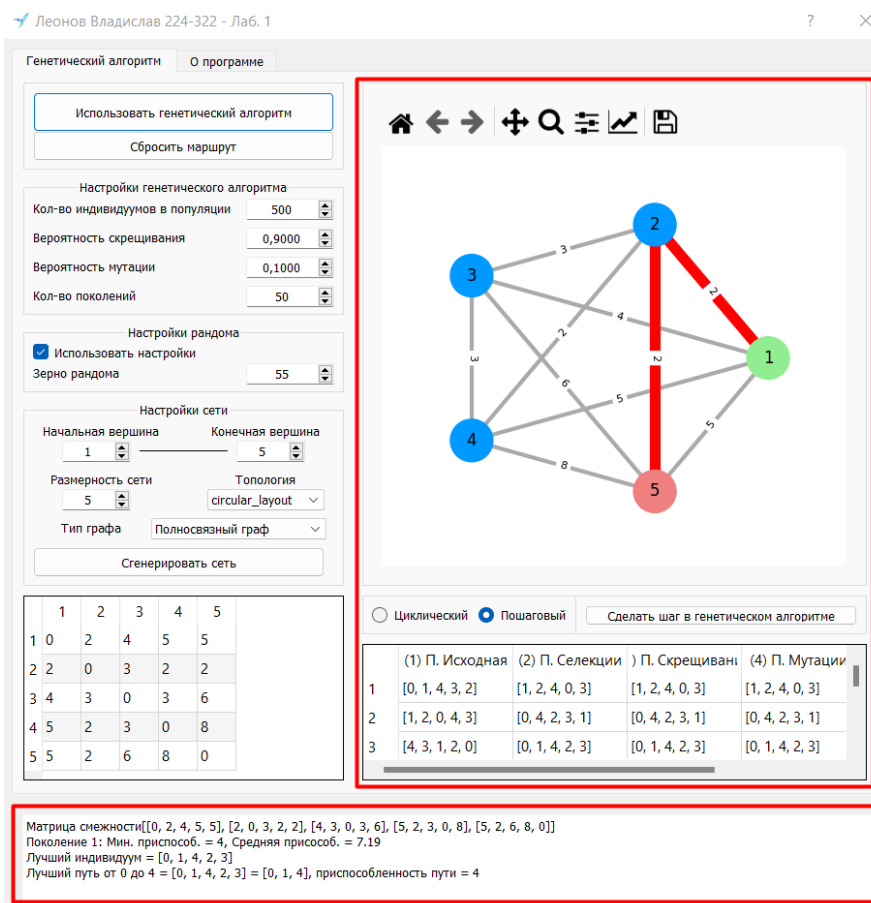 Леонов Владислав 224-322 - Лаб. 1 ?
Генетический алгоритм О программе
Использовать генетический алгоритм
Сбросить маршрут
Настройки генетического алгоритма
Кол-во индивидуумов в популяции 500
Вероятность скрещивания 0,9000
Вероятность мутации 0,1000
Кол-во поколений 50
Настройки рандома
Использовать настройки
Зерно рандома 55
Настройки сети
Начальная вершина Конечная вершина
1 5
Размерность сети Топология
5 circular_layout
Тип графа Полносвязный граф
Сгенерировать сеть
1 2 3 4 5
1 0 2 4 5 5
2 2 0 3 2 2
3 4 3 0 3 6
4 5 2 3 0 8
5 5 2 6 8 0
2
3
3
2
4
1
3
2
2
6
5
4
5
8
5
Циклический Пошаговый Сделать шаг в генетическом алгоритме
(1) П. Исходная (2) П. Селекции ) П. Скрещиван (4) П. Мутации
1 [0, 1, 4, 3, 2] [1, 2, 4, 0, 3] [1, 2, 4, 0, 3] [1, 2, 4, 0, 3]
2 [1, 2, 0, 4, 3] [0, 4, 2, 3, 1] [0, 4, 2, 3, 1] [0, 4, 2, 3, 1]
3 [4, 3, 1, 2, 0] [0, 1, 4, 2, 3] [0, 1, 4, 2, 3] [0, 1, 4, 2, 3]
Матрица смежности[[0, 2, 4, 5, 5], [2, 0, 3, 2, 2], [4, 3, 0, 3, 6], [5, 2, 3, 0, 8], [5, 2, 6, 8, 0]]
Поколение 1: Мин. приспособ. = 4, Средняя присособ. = 7.19
Лучший индивидуум = [0, 1, 4, 2, 3]
Лучший путь от 0 до 4 = [0, 1, 4, 2, 3] = [0, 1, 4], приспособленность пути = 4